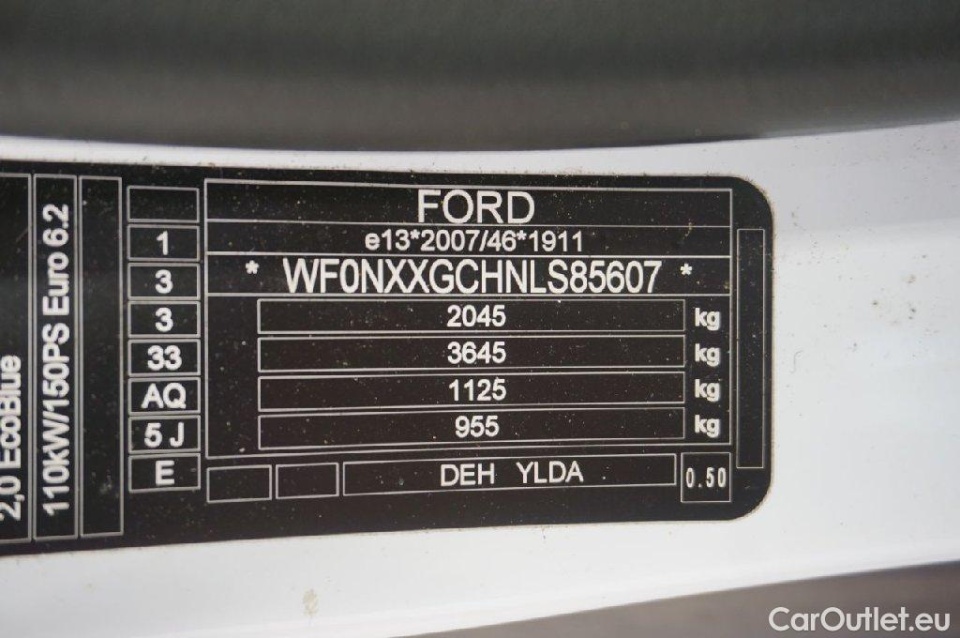 2,0 EcoBlue
110kW/150PS Euro 6.2
1
3
3
33
AQ
5 J
E
FORD
e13*2007/46*1911
* WF0NXXGCHNLS85607 *
2045 kg
3645 kg
1125 kg
955 kg
DEH YLDA
0.50
CarOutlet.eu